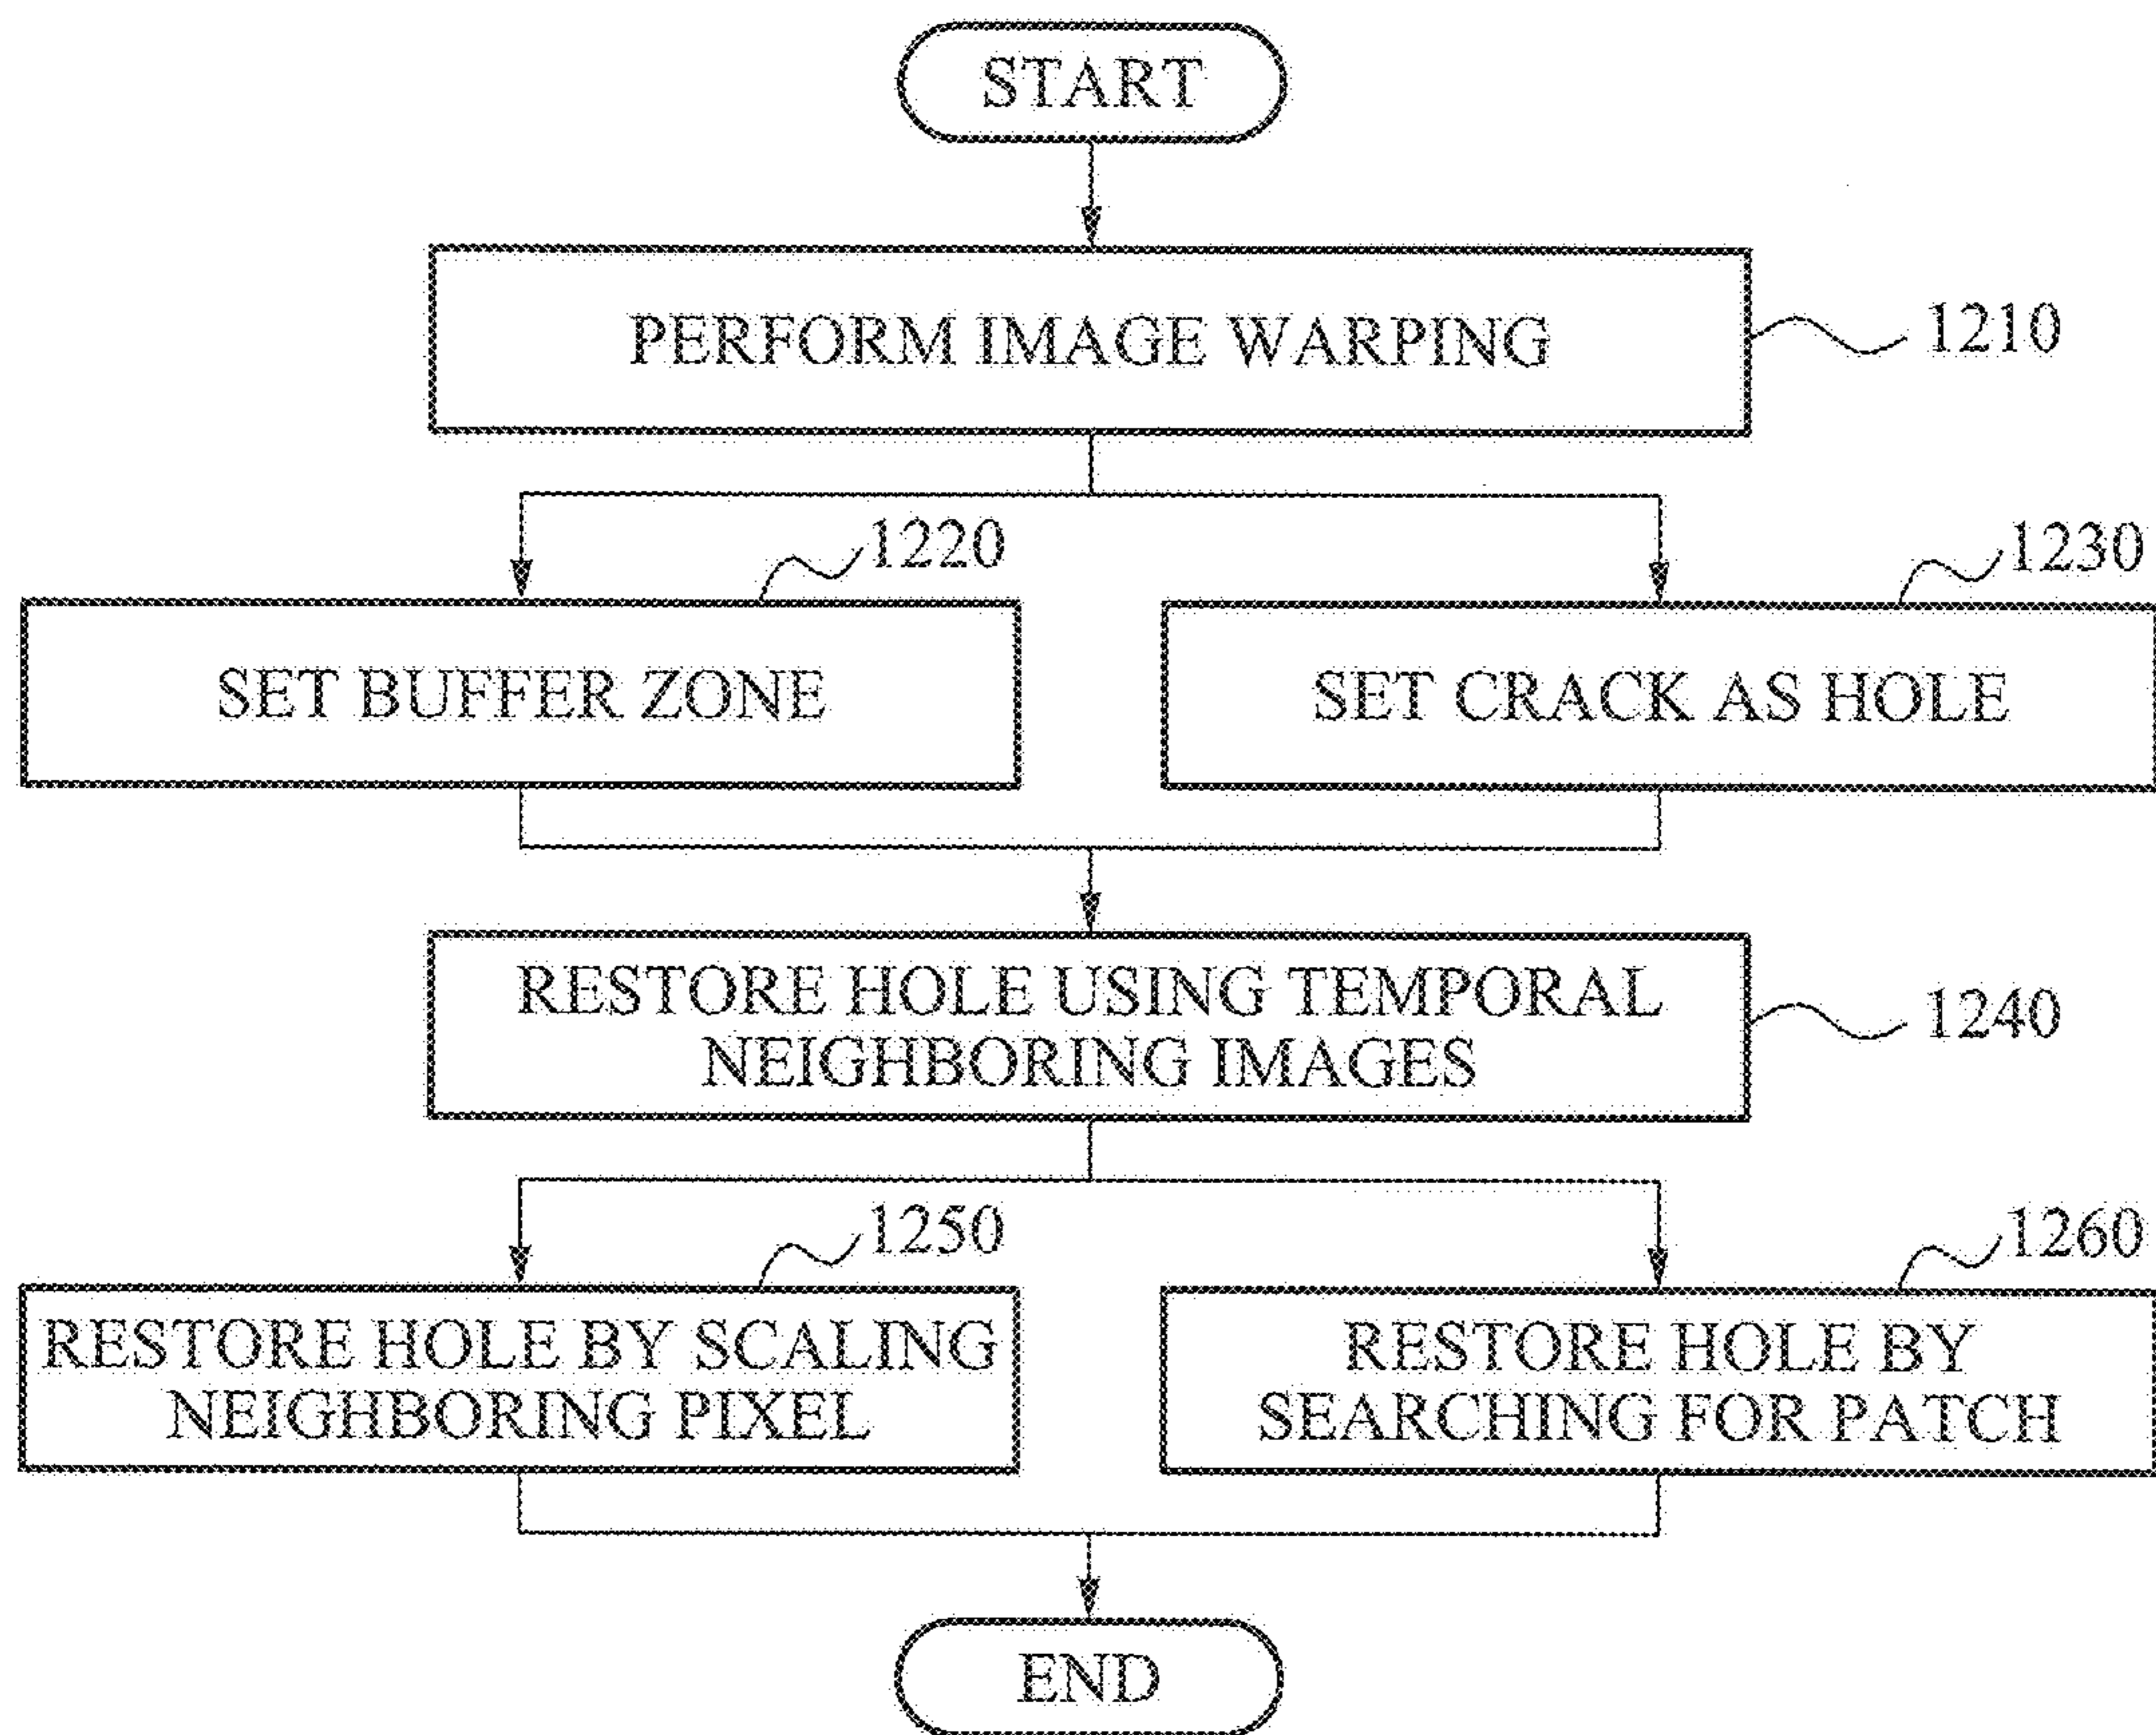 START
PERFORM IMAGE WARPING
1210
1220
1230
SET BUFFER ZONE
SET CRACK AS HOLE
RESTORE HOLE USING TEMPORAL
NEIGHBORING IMAGES
1240
1250
1260
RESTORE HOLE BY SCALING
NEIGHBORING PIXEL
RESTORE HOLE BY
SEARCHING FOR PATCH
END